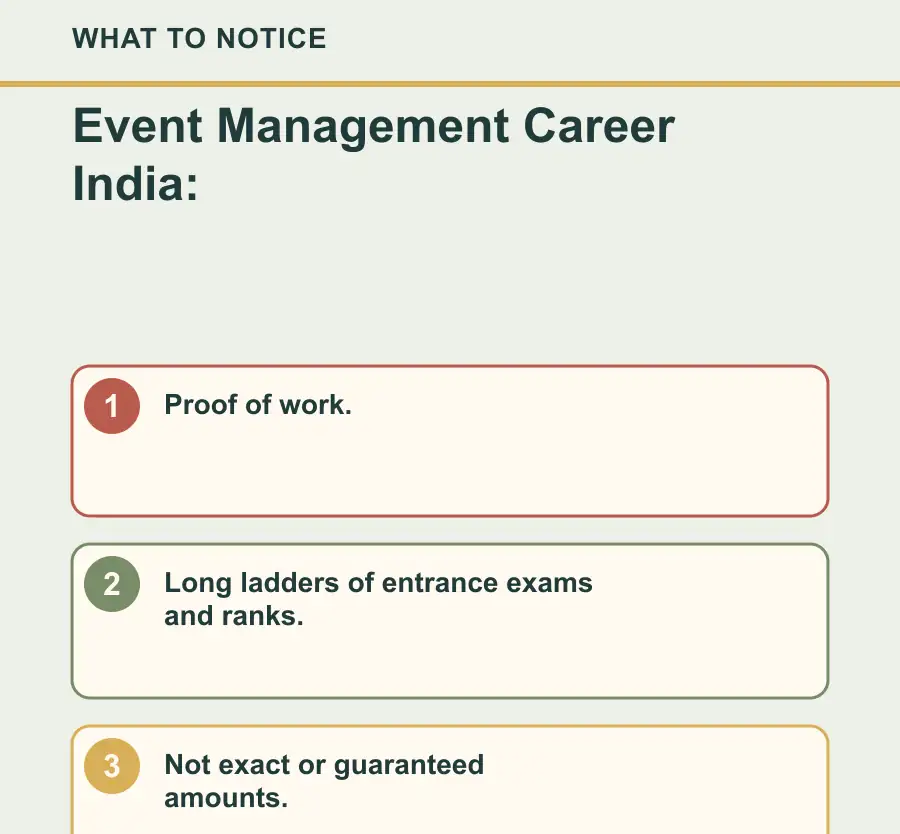 WHAT TO NOTICE
Event Management Career
India:
1
Proof of work.
2
Long ladders of entrance exams
and ranks.
3
Not exact or guaranteed
amounts.